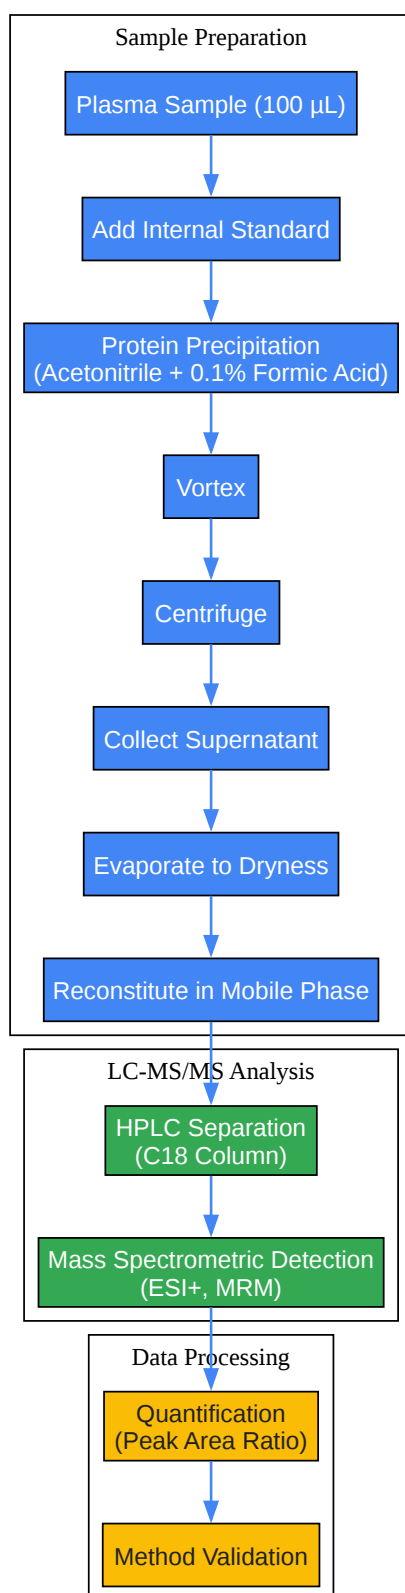 Sample Preparation
Plasma Sample (100 µL)
Add Internal Standard
Protein Precipitation
(Acetonitrile + 0.1% Formic Acid)
Vortex
Centrifuge
Collect Supernatant
Evaporate to Dryness
Reconstitute in Mobile Phase
LC-MS/MS Analysis
HPLC Separation
(C18 Column)
Mass Spectrometric Detection
(ESI+, MRM)
Data Processing
Quantification
(Peak Area Ratio)
Method Validation